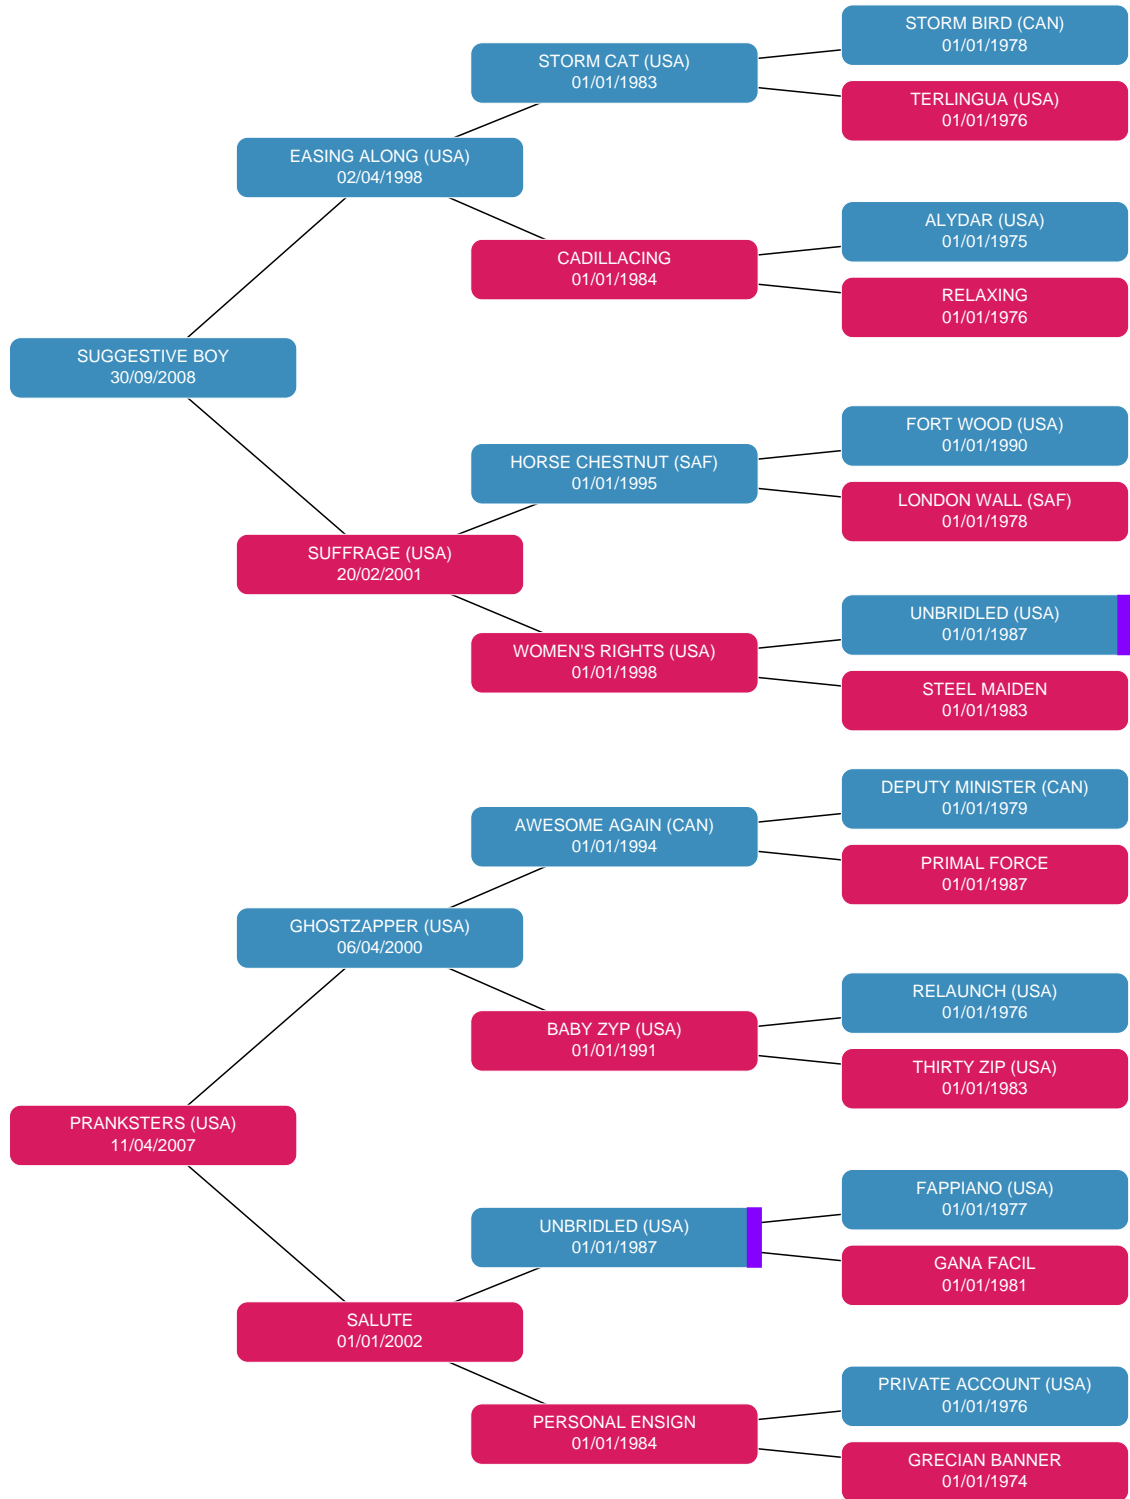 STORM BIRD (CAN)
01/01/1978
STORM CAT (USA)
01/01/1983
TERLINGUA (USA)
01/01/1976
EASING ALONG (USA)
02/04/1998
ALYDAR (USA)
01/01/1975
CADILLACING
01/01/1984
RELAXING
01/01/1976
SUGGESTIVE BOY
30/09/2008
FORT WOOD (USA)
01/01/1990
HORSE CHESTNUT (SAF)
01/01/1995
LONDON WALL (SAF)
01/01/1978
SUFFRAGE (USA)
20/02/2001
UNBRIDLED (USA)
01/01/1987
WOMEN'S RIGHTS (USA)
01/01/1998
STEEL MAIDEN
01/01/1983
DEPUTY MINISTER (CAN)
01/01/1979
AWESOME AGAIN (CAN)
01/01/1994
PRIMAL FORCE
01/01/1987
GHOSTZAPPER (USA)
06/04/2000
RELAUNCH (USA)
01/01/1976
BABY ZYP (USA)
01/01/1991
THIRTY ZIP (USA)
01/01/1983
PRANKSTERS (USA)
11/04/2007
FAPPIANO (USA)
01/01/1977
UNBRIDLED (USA)
01/01/1987
GANA FACIL
01/01/1981
SALUTE
01/01/2002
PRIVATE ACCOUNT (USA)
01/01/1976
PERSONAL ENSIGN
01/01/1984
GRECIAN BANNER
01/01/1974